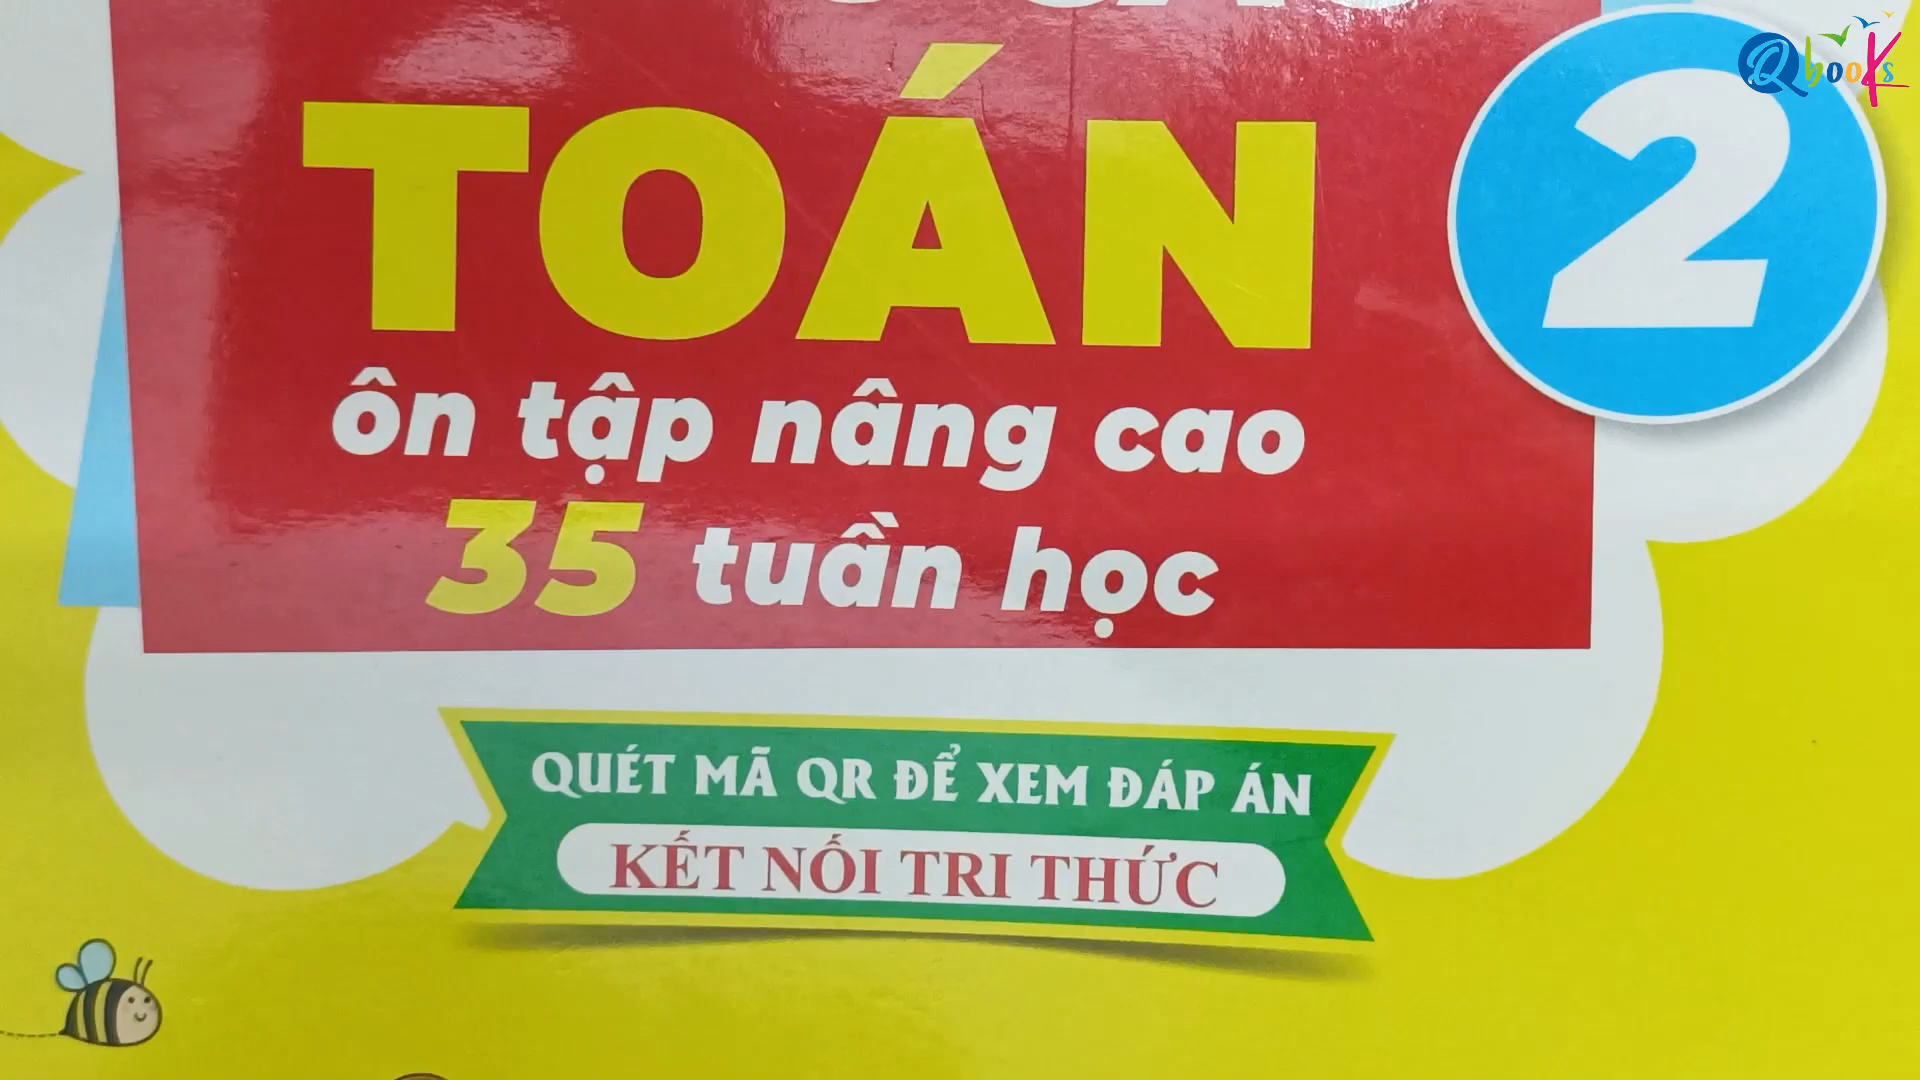 TOÁN
2
ôn tập nâng cao
35 tuần học
QUÉT MÃ QR ĐỂ XEM ĐÁP ÁN
KẾT NỐI TRI THỨC
Qbooks